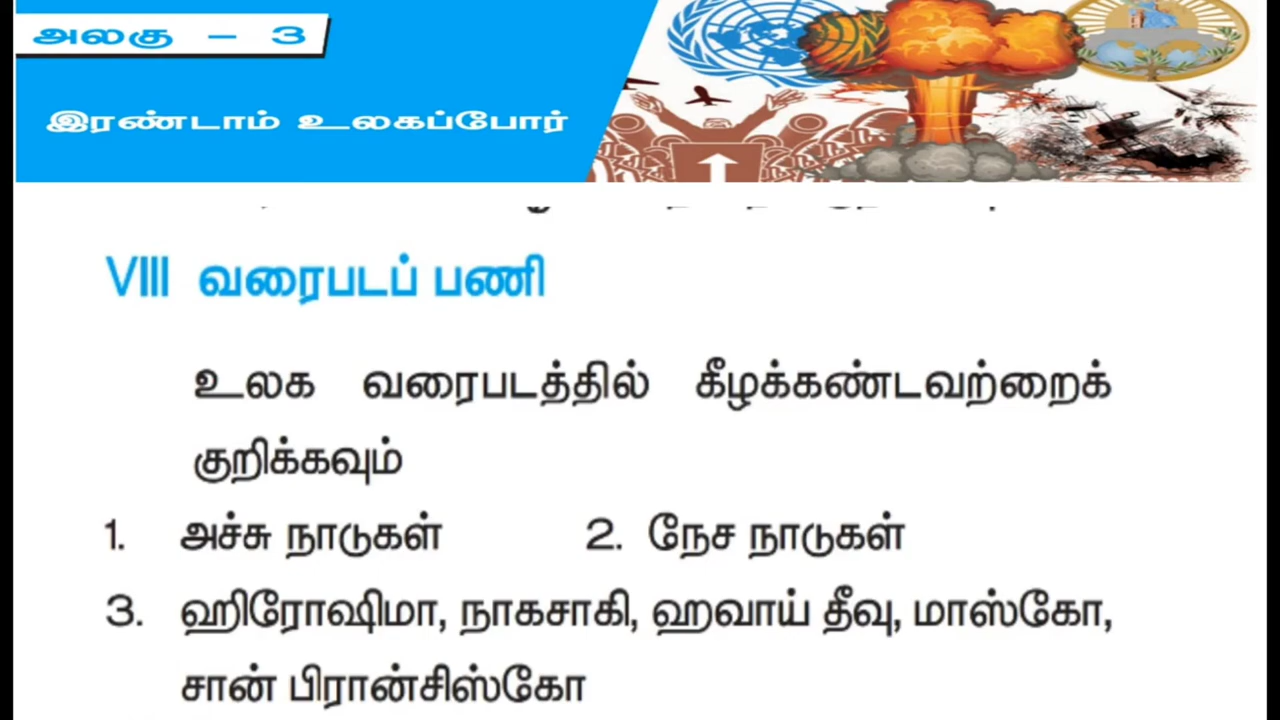 அலகு – 3
இரண்டாம் உலகப்போர்
VIII வரைபடப் பணி
உலக வரைபடத்தில் கீழக்கண்டவற்றைக்
குறிக்கவும்
1. அச்சு நாடுகள் 2. நேச நாடுகள்
3. ஹிரோஷிமா, நாகசாகி, ஹவாய் தீவு, மாஸ்கோ,
சான் பிரான்சிஸ்கோ